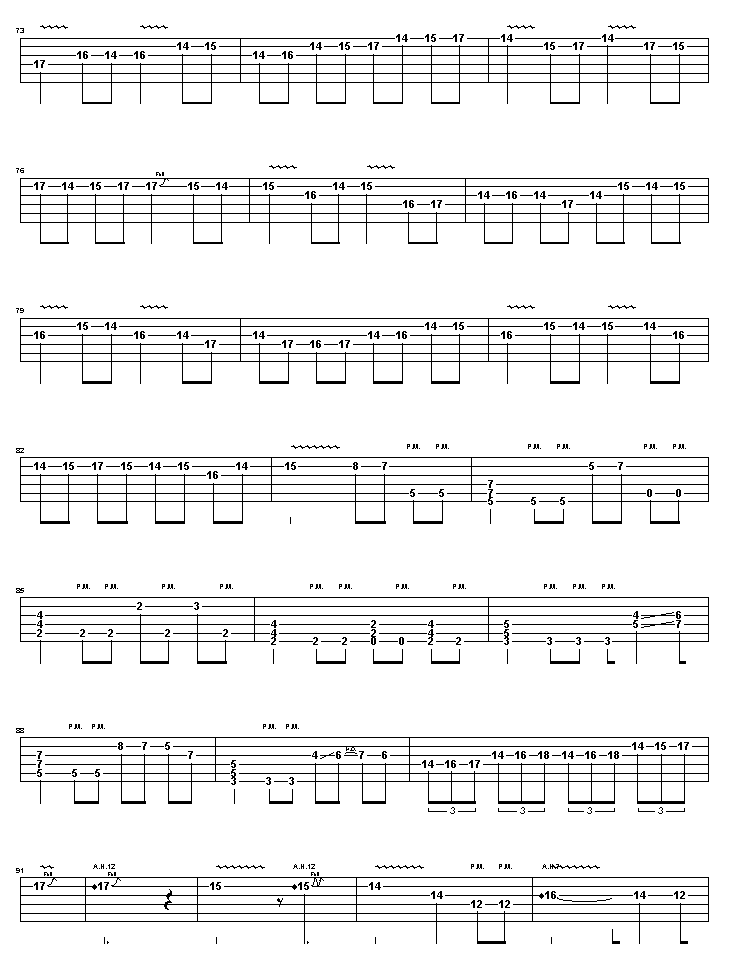 73
14 15 17 14 14
14 15 14 15 17 15 17 17 15
16 14 16 14 16
17
76 Full
17 14 15 17 17 15 14 15 14 15 15 14 15
16 14 16 14 14
16 17 17
79
15 14 14 15 15 14 15 14
16 16 14 14 14 16 16 16
17 17 16 17
82 P.M. P.M. P.M. P.M. P.M. P.M.
14 15 17 15 14 15 14 15 8 7 5 7
16
7
5 5 7 0 0
5 5 5
85 P.M. P.M. P.M. P.M. P.M. P.M. P.M. P.M. P.M. P.M. P.M.
2 3
4 4 6
4 4 2 4 5 5 7
2 2 2 2 2 4 2 4 5
2 2 2 0 0 2 2 3 3 3 3
88 P.M. P.M. P.M. P.M.
8 7 5 14 15 17
7 7 4 6 7 6 14 16 18 14 16 18
7 5 14 16 17
5 5 5 5
3 3 3
3 3 3 3
A.H.12 A.H.12 P.M. P.M. A.H.7
91 Full Full Full
17 17 15 15 14
14 16 14 12
12 12